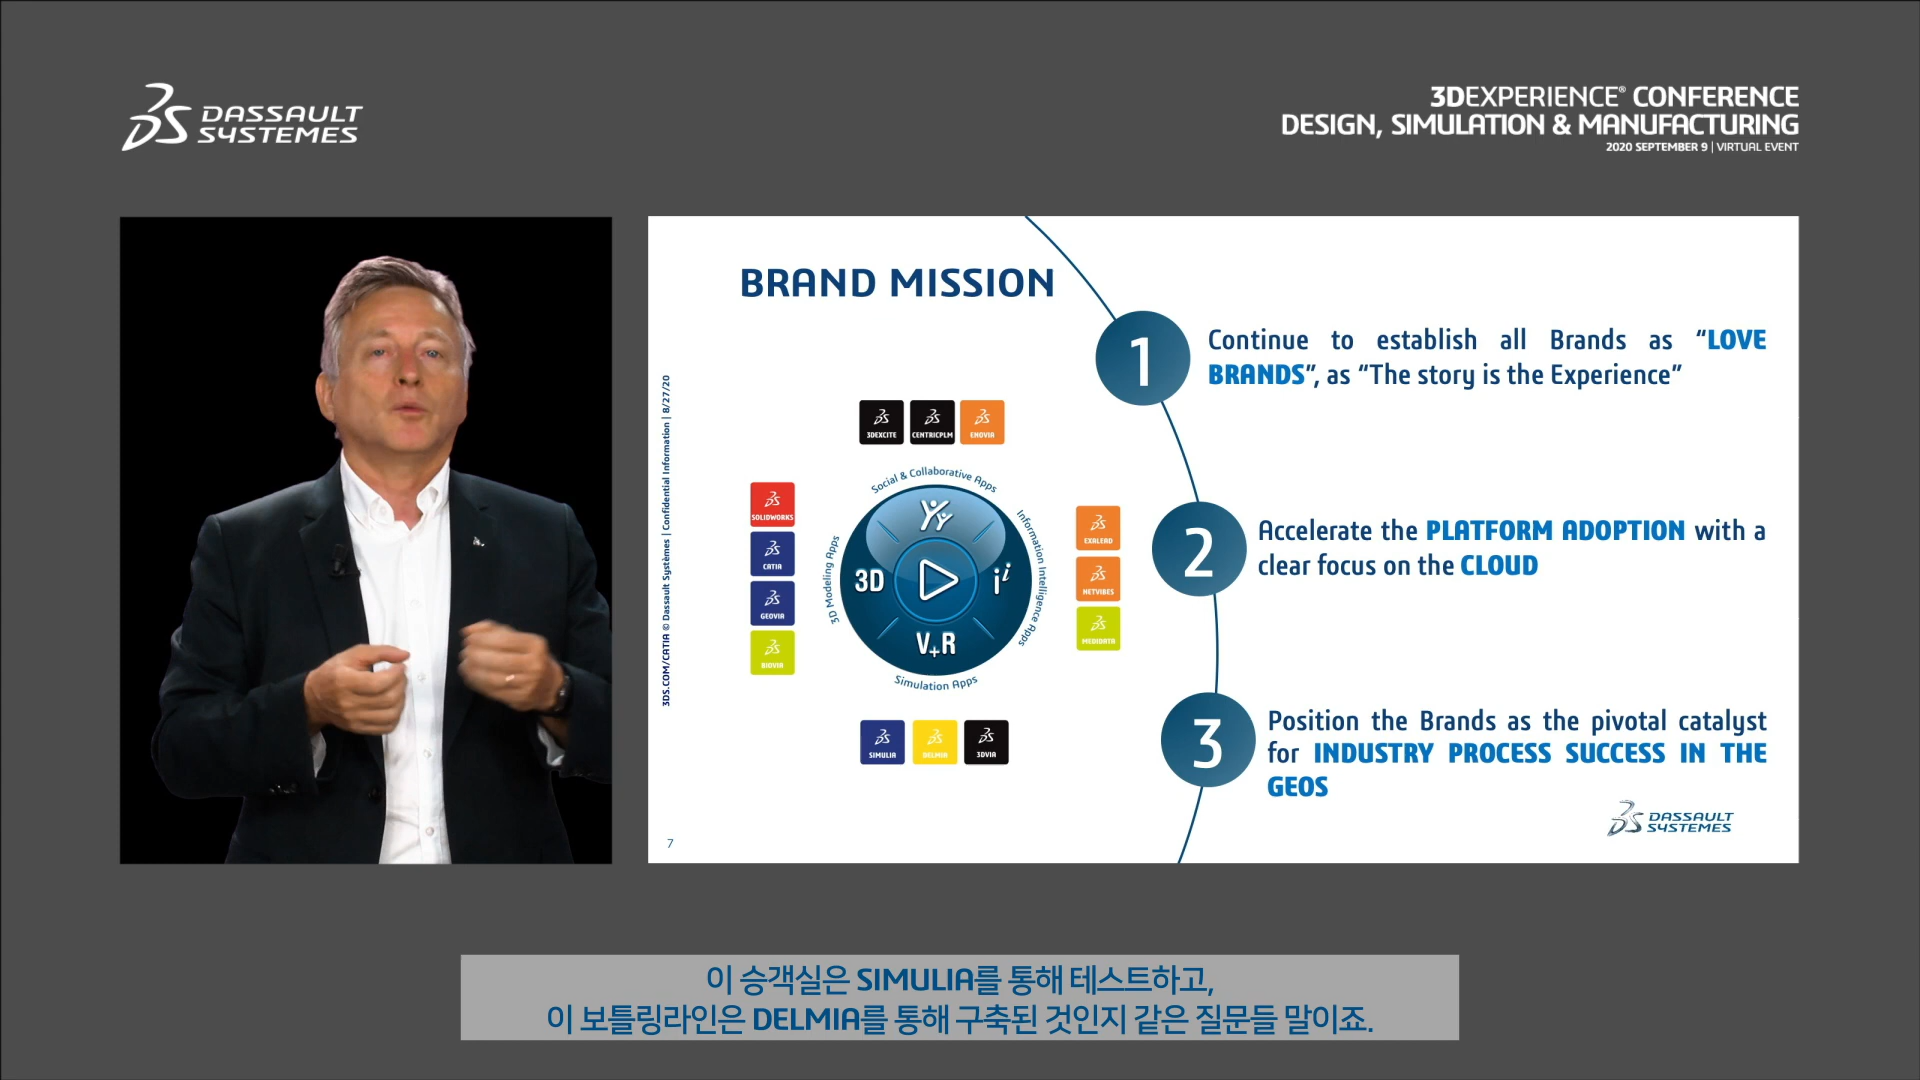 DASSAULT
SYSTEMES
3DEXPERIENCE® CONFERENCE
DESIGN, SIMULATION & MANUFACTURING
2020 SEPTEMBER 9 | VIRTUAL EVENT
BRAND MISSION
1
Continue to establish all Brands as “LOVE
BRANDS”, as “The story is the Experience”
2
Accelerate the PLATFORM ADOPTION with a
clear focus on the CLOUD
3
Position the Brands as the pivotal catalyst
for INDUSTRY PROCESS SUCCESS IN THE
GEOS
3DEXCITE
CENTRICPLM
ENOVIA
SOLIDWORKS
CATIA
GEOVIA
BIOVIA
Social & Collaborative Apps
3D Modeling Apps
Information Intelligence Apps
Simulation Apps
3D
i i
V+R
EXALEAD
NETVIBES
MEDIDATA
SIMULIA
DELMIA
3DVIA
3DS.COM/CATIA © Dassault Systèmes | Confidential Information | 8/27/20
7
DASSAULT
SYSTEMES
이 승객실은 SIMULIA를 통해 테스트하고,
이 보틀링라인은 DELMIA를 통해 구축된 것인지 같은 질문들 말이죠.